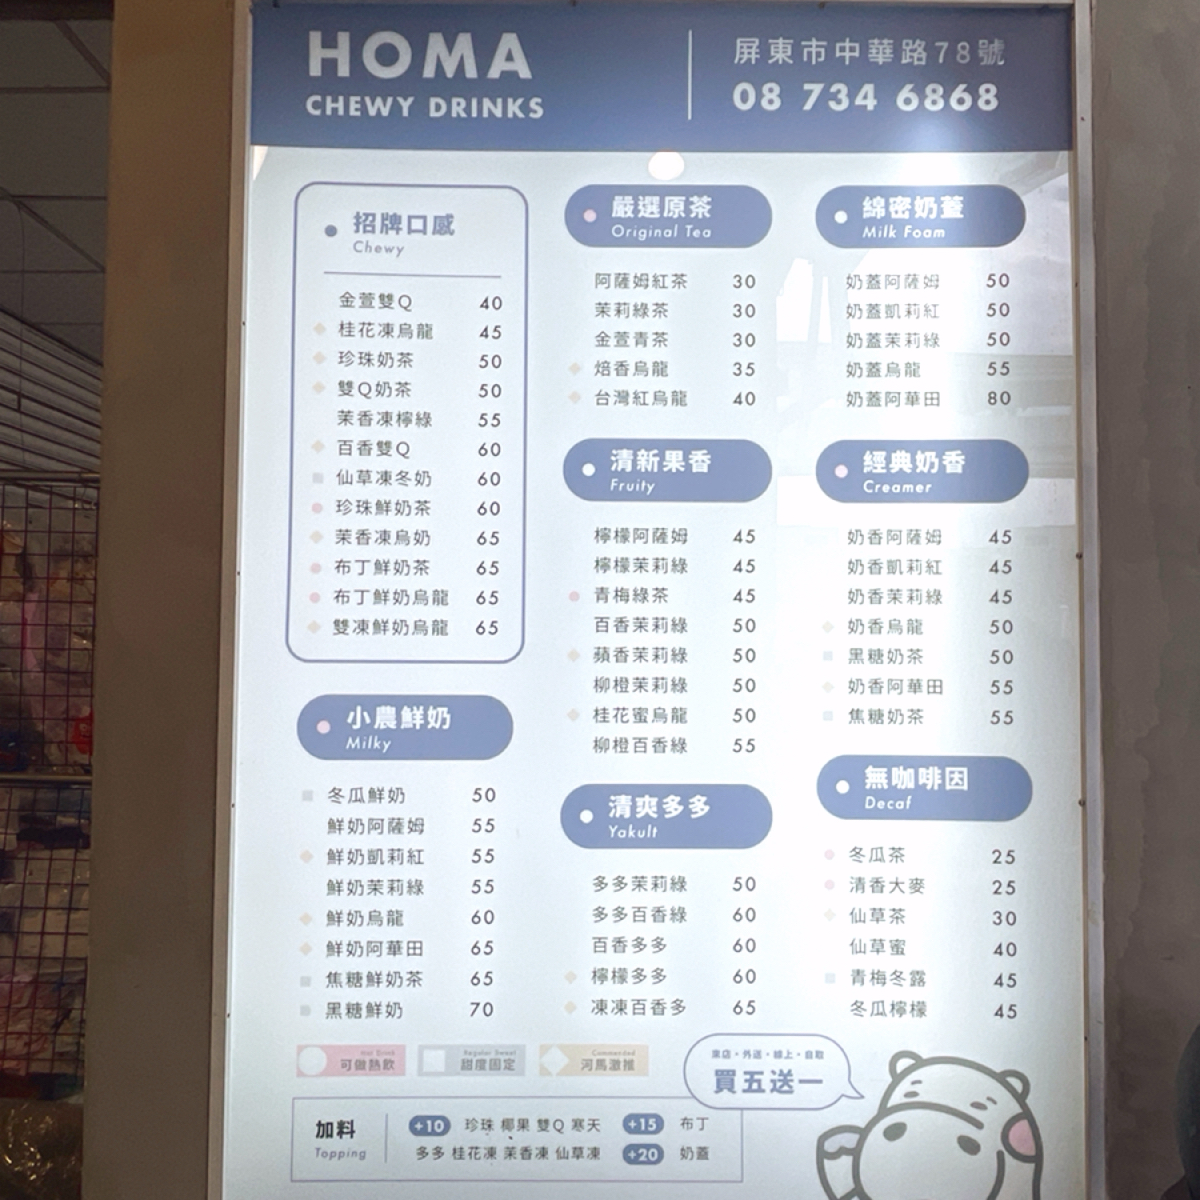 HOMA
CHEWY DRINKS
屏東市中華路78號
08 734 6868
招牌口感
Chewy
金萱雙Q 40
桂花凍烏龍 45
珍珠奶茶 50
雙Q奶茶 50
茉香凍檸綠 55
百香雙Q 60
仙草凍冬奶 60
珍珠鮮奶茶 60
茉香凍烏奶 65
布丁鮮奶茶 65
布丁鮮奶烏龍 65
雙凍鮮奶烏龍 65
小農鮮奶
Milky
冬瓜鮮奶 50
鮮奶阿薩姆 55
鮮奶凱莉紅 55
鮮奶茉莉綠 55
鮮奶烏龍 60
鮮奶阿華田 65
焦糖鮮奶茶 65
黑糖鮮奶 70
嚴選原茶
Original Tea
阿薩姆紅茶 30
茉莉綠茶 30
金萱青茶 30
焙香烏龍 35
台灣紅烏龍 40
清新果香
Fruity
檸檬阿薩姆 45
檸檬茉莉綠 45
青梅綠茶 45
百香茉莉綠 50
蘋香茉莉綠 50
柳橙茉莉綠 50
桂花蜜烏龍 50
柳橙百香綠 55
清爽多多
Yakult
多多茉莉綠 50
多多百香綠 60
百香多多 60
檸檬多多 60
凍凍百香多 65
綿密奶蓋
Milk Foam
奶蓋阿薩姆 50
奶蓋凱莉紅 50
奶蓋茉莉綠 50
奶蓋烏龍 55
奶蓋阿華田 80
經典奶香
Creamer
奶香阿薩姆 45
奶香凱莉紅 45
奶香茉莉綠 45
奶香烏龍 50
黑糖奶茶 50
奶香阿華田 55
焦糖奶茶 55
無咖啡因
Decaf
冬瓜茶 25
清香大麥 25
仙草茶 30
仙草蜜 40
青梅冬露 45
冬瓜檸檬 45
Hot Drink
可做熱飲
Regular Sweet
甜度固定
Commended
河馬激推
來店・外送・線上・自取
買五送一
加料
Topping
+10 珍珠 椰果 雙Q 寒天
多多 桂花凍 茉香凍 仙草凍
+15 布丁
+20 奶蓋